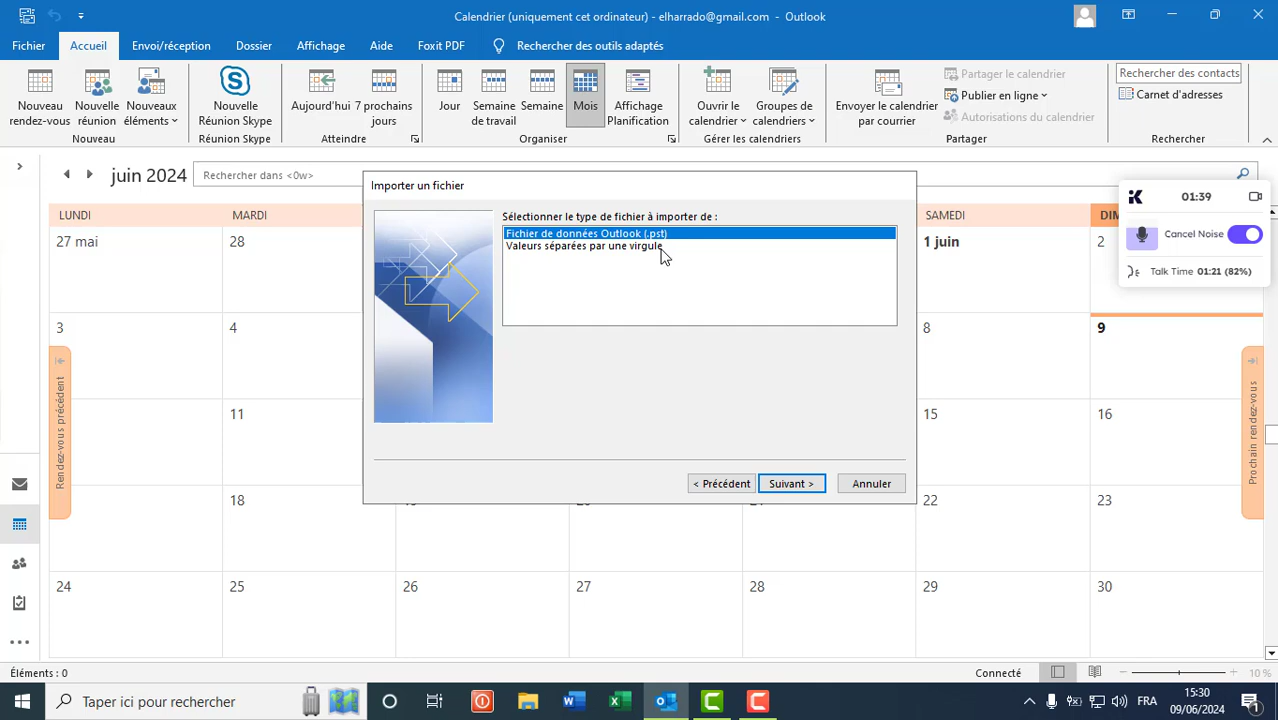 Calendrier (uniquement cet ordinateur) - elharrado@gmail.com - Outlook
Fichier Accueil Envoi/réception Dossier Affichage Aide Foxit PDF Rechercher des outils adaptés
Nouveau rendez-vous
Nouvelle réunion
Nouveaux éléments
Nouveau
Nouvelle Réunion Skype
Réunion Skype
Aujourd'hui
7 prochains jours
Atteindre
Jour
Semaine de travail
Semaine
Mois
Affichage Planification
Organiser
Ouvrir le calendrier
Groupes de calendriers
Gérer les calendriers
Envoyer le calendrier par courrier
Partager le calendrier
Publier en ligne
Autorisations du calendrier
Partager
Rechercher des contacts
Carnet d'adresses
Rechercher
juin 2024
Rechercher dans <0w>
LUNDI MARDI SAMEDI DIM
27 mai 28 1 juin 2
3 4 8 9
11 15 16
18 22 23
24 25 26 27 28 29 30
Rendez-vous précédent
Prochain rendez-vous
Importer un fichier
Sélectionner le type de fichier à importer de :
Fichier de données Outlook (.pst)
Valeurs séparées par une virgule
< Précédent Suivant > Annuler
01:39
Cancel Noise
Talk Time 01:21 (82%)
Éléments : 0
Connecté
10 %
Taper ici pour rechercher
FRA
15:30
09/06/2024
1